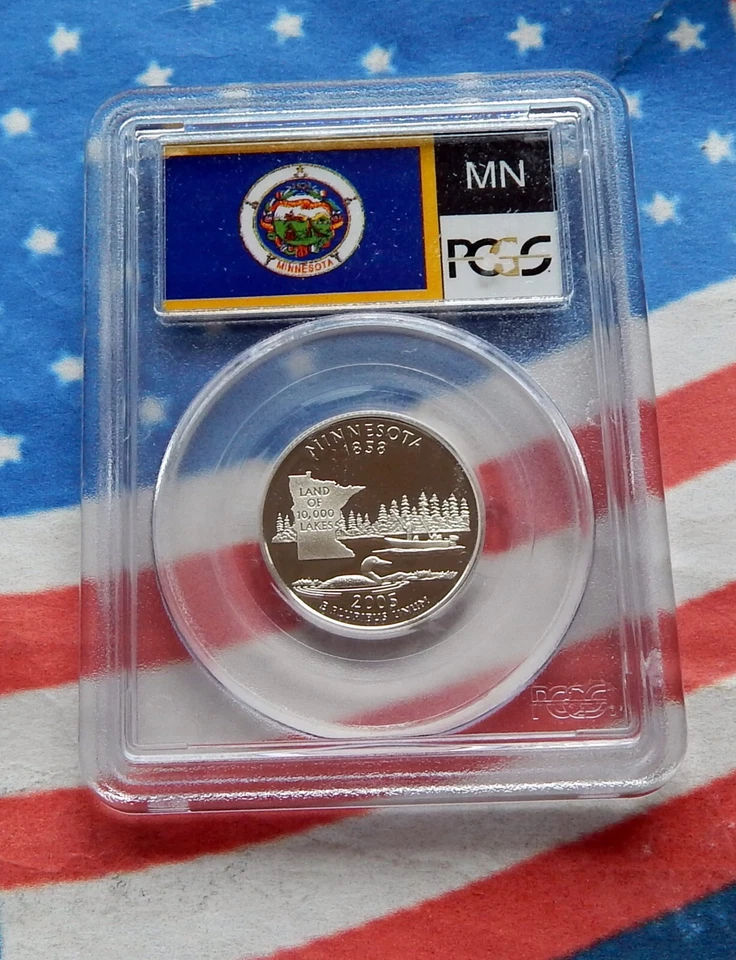 MN
MINNESOTA
PCGS
MINNESOTA
1858
LAND
OF
10,000
LAKES
2005
E PLURIBUS UNUM
PCGS